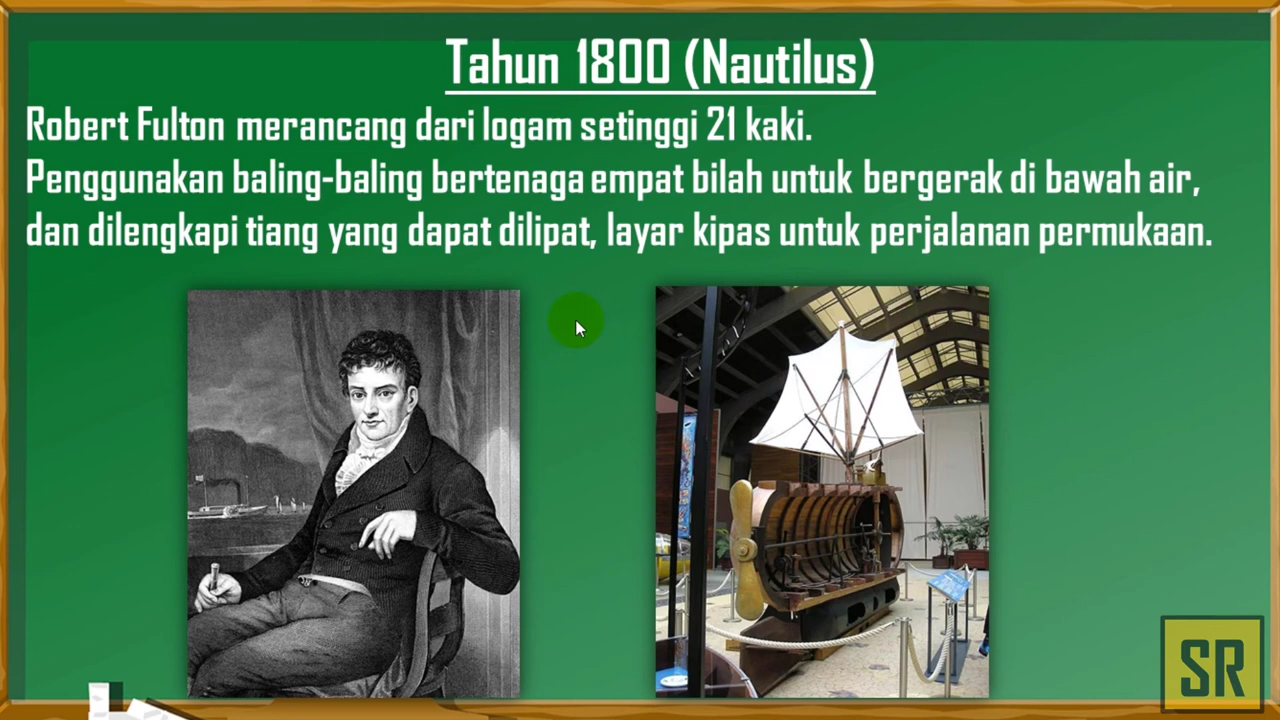 Tahun 1800 (Nautilus)
Robert Fulton merancang dari logam setinggi 21 kaki.
Penggunakan baling-baling bertenaga empat bilah untuk bergerak di bawah air,
dan dilengkapi tiang yang dapat dilipat, layar kipas untuk perjalanan permukaan.
SR